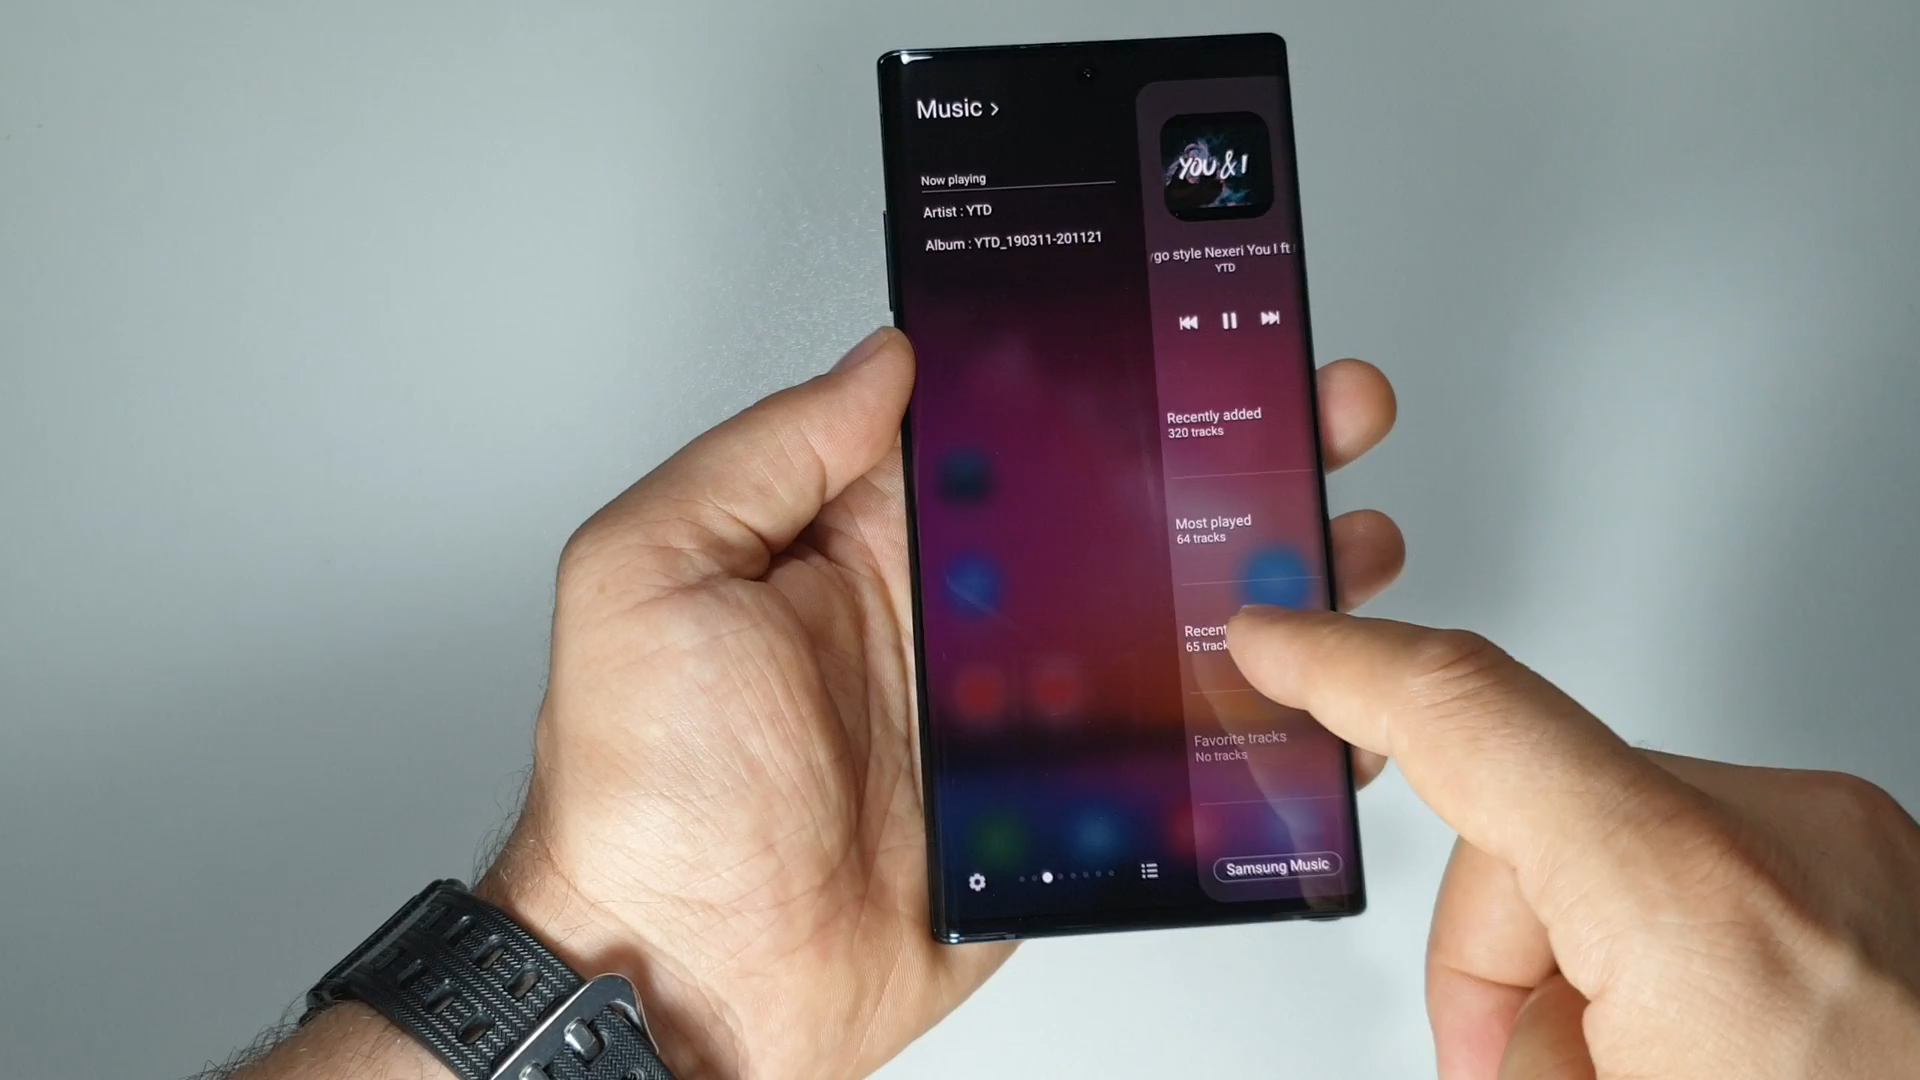 Music >
Now playing
Artist : YTD
Album : YTD_190311-201121
YOU & I
go style Nexeri You I ft
YTD
Recently added
320 tracks
Most played
64 tracks
Recent
65 track
Favorite tracks
No tracks
Samsung Music